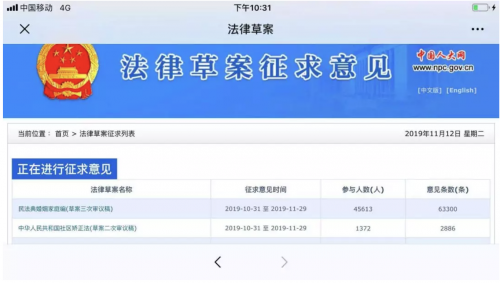 中国移动 4G 下午10:31
法律草案
法律草案征求意见
中国人大网
www.npc.gov.cn
[中文版] [English]
当前位置： 首页 > 法律草案征求列表 2019年11月12日 星期二
正在进行征求意见
法律草案名称 征求意见时间 参与人数(人) 意见条数(条)
民法典婚姻家庭编(草案三次审议稿) 2019-10-31 至 2019-11-29 45613 63300
中华人民共和国社区矫正法(草案二次审议稿) 2019-10-31 至 2019-11-29 1372 2886